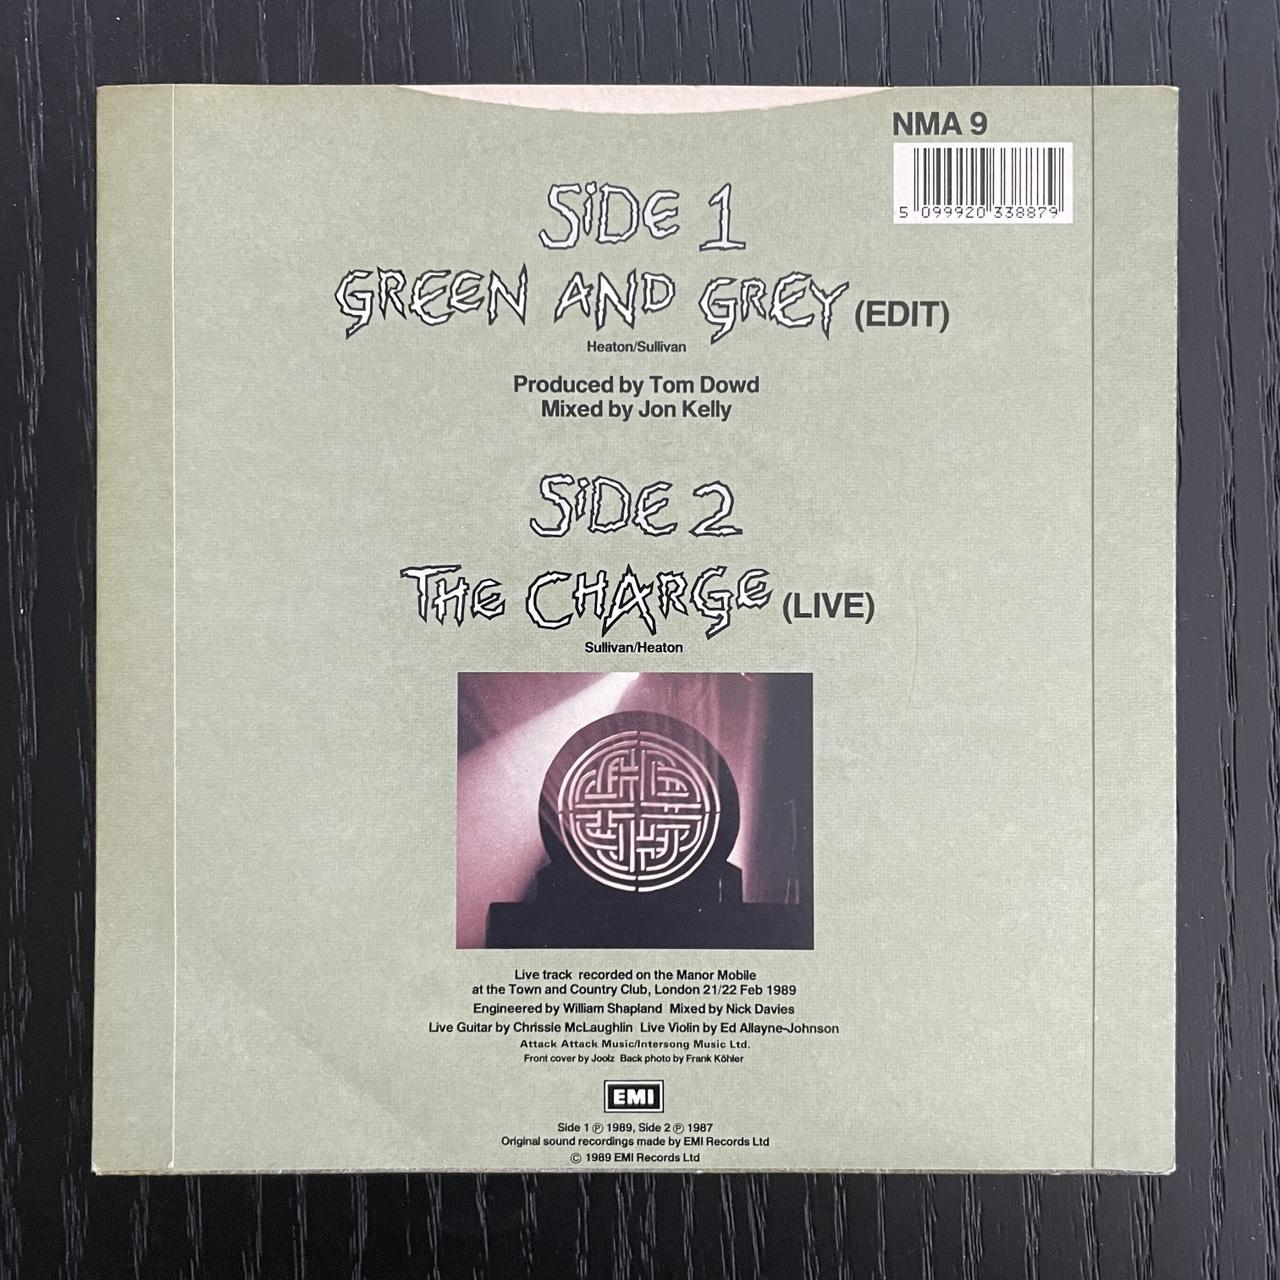 NMA 9
5 099920 338879
SiDE 1
GREEN AND GREY (EDIT)
Heaton/Sullivan
Produced by Tom Dowd
Mixed by Jon Kelly
SiDE 2
THE CHARGE (LIVE)
Sullivan/Heaton
Live track recorded on the Manor Mobile
at the Town and Country Club, London 21/22 Feb 1989
Engineered by William Shapland Mixed by Nick Davies
Live Guitar by Chrissie McLaughlin Live Violin by Ed Allayne-Johnson
Attack Attack Music/Intersong Music Ltd.
Front cover by Joolz Back photo by Frank Köhler
EMI
Side 1 ℗ 1989, Side 2 ℗ 1987
Original sound recordings made by EMI Records Ltd
© 1989 EMI Records Ltd